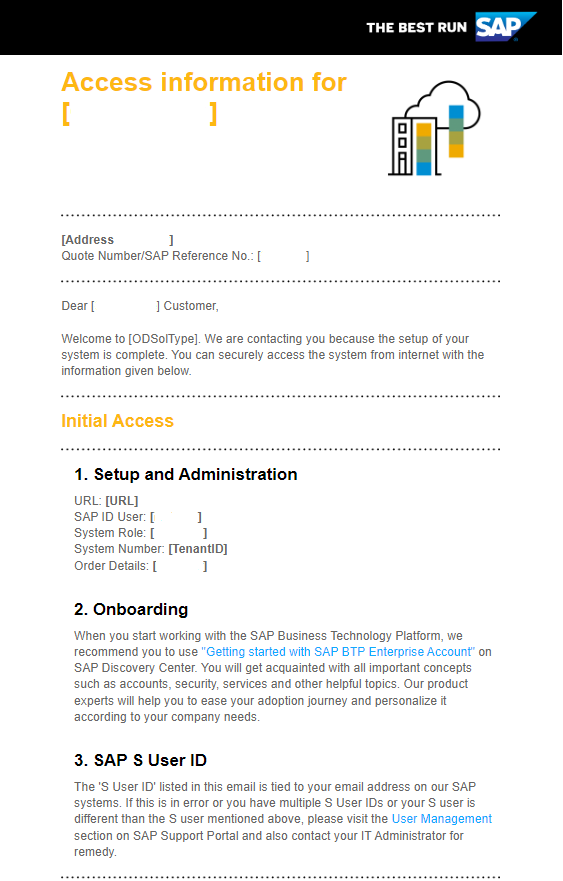 THE BEST RUN SAP
Access information for
[ ]
[Address ]
Quote Number/SAP Reference No.: [ ]
Dear [ ] Customer,
Welcome to [ODSolType]. We are contacting you because the setup of your
system is complete. You can securely access the system from internet with the
information given below.
Initial Access
1. Setup and Administration
URL: [URL]
SAP ID User: [ ]
System Role: [ ]
System Number: [TenantID]
Order Details: [ ]
2. Onboarding
When you start working with the SAP Business Technology Platform, we
recommend you to use "Getting started with SAP BTP Enterprise Account" on
SAP Discovery Center. You will get acquainted with all important concepts
such as accounts, security, services and other helpful topics. Our product
experts will help you to ease your adoption journey and personalize it
according to your company needs.
3. SAP S User ID
The 'S User ID' listed in this email is tied to your email address on our SAP
systems. If this is in error or you have multiple S User IDs or your S user is
different than the S user mentioned above, please visit the User Management
section on SAP Support Portal and also contact your IT Administrator for
remedy.